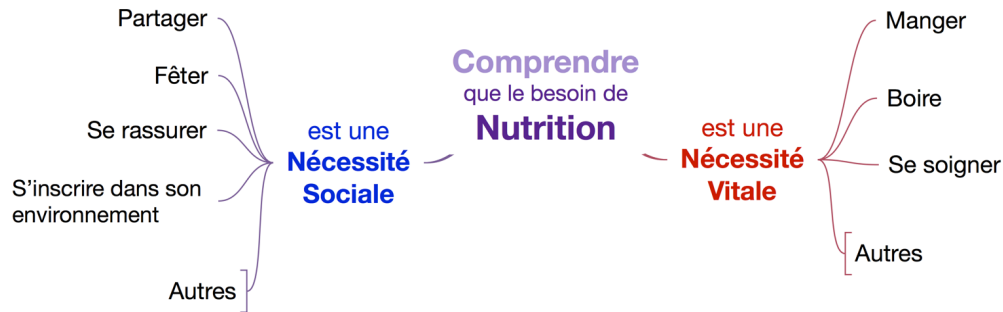 Comprendre
que le besoin de
Nutrition
est une
Nécessité
Sociale
Partager
Fêter
Se rassurer
S’inscrire dans son
environnement
Autres
est une
Nécessité
Vitale
Manger
Boire
Se soigner
Autres